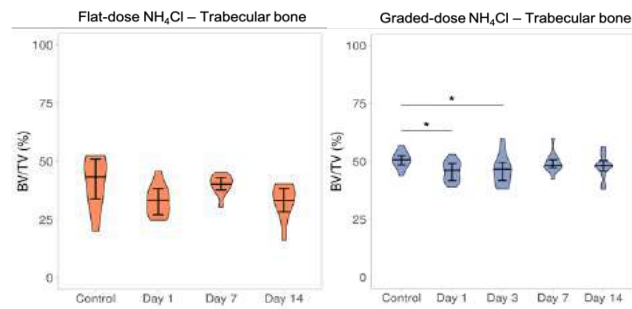 Flat-dose NH₄Cl – Trabecular bone
100
75
50
25
0
BV/TV (%)
Control Day 1 Day 7 Day 14
Graded-dose NH₄Cl – Trabecular bone
100
75
50
25
0
BV/TV (%)
*
*
Control Day 1 Day 3 Day 7 Day 14